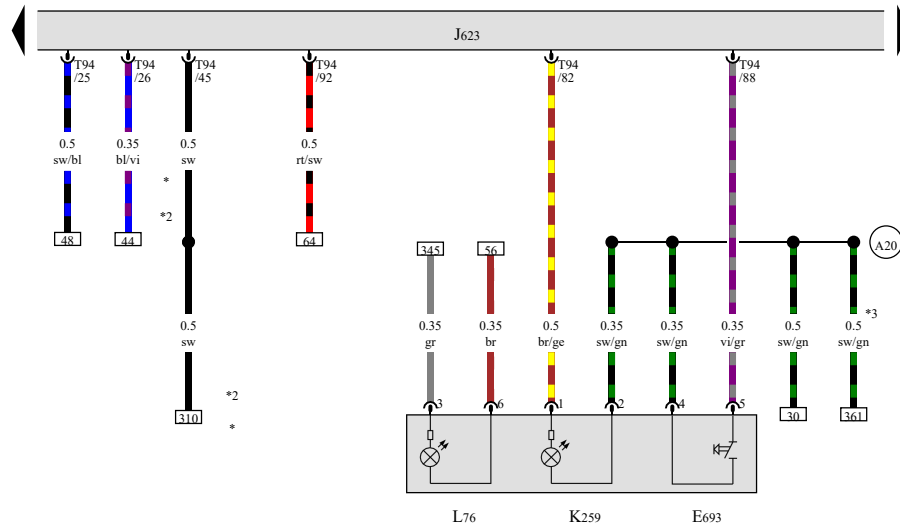 J623
T94 T94 T94 T94 T94 T94
/25 /26 /45 /92 /82 /88
0.5 0.35 0.5 0.5
sw/bl bl/vi sw rt/sw
*
*2
48 44 64 345 56 A20
*3
0.5 0.35 0.35 0.5 0.35 0.35 0.35 0.5 0.5
sw gr br br/ge sw/gn sw/gn vi/gr sw/gn sw/gn
*2
3 6 1 2 4 5
310 30 361
*
L76 K259 E693